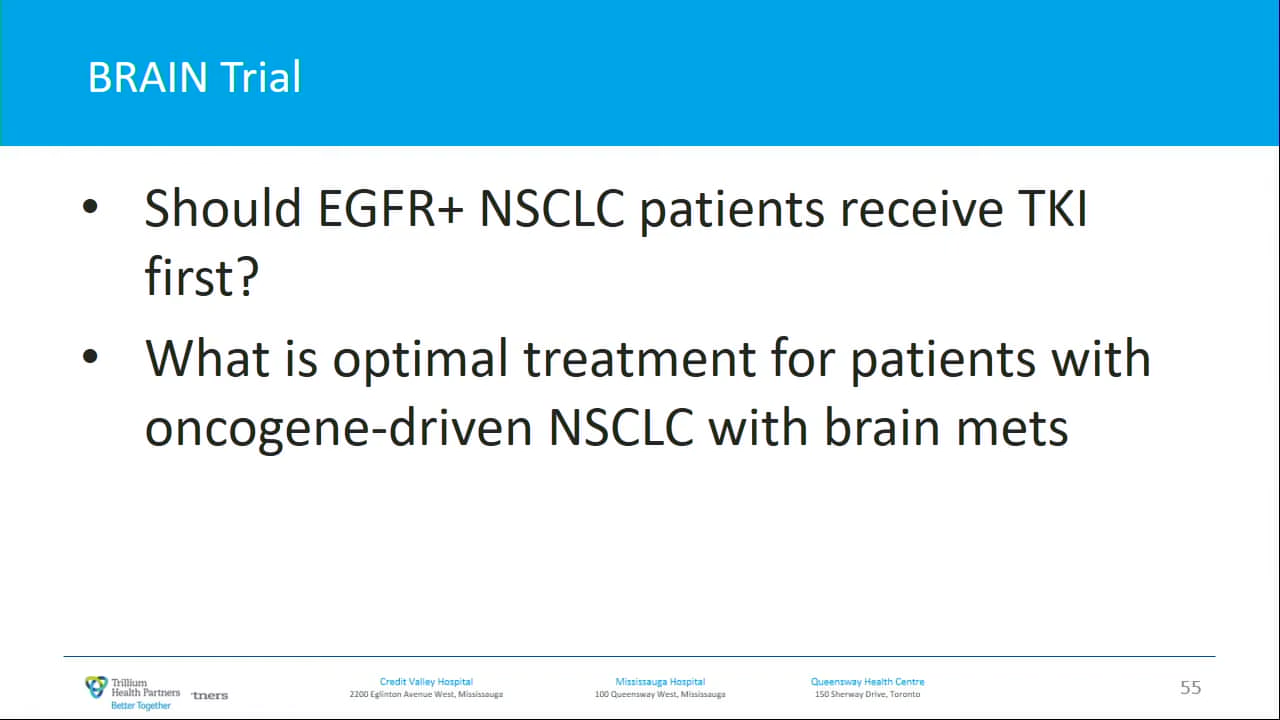 BRAIN Trial
• Should EGFR+ NSCLC patients receive TKI
first?
• What is optimal treatment for patients with
oncogene-driven NSCLC with brain mets
Trillium
Health Partners
Better Together
tners
Credit Valley Hospital
2200 Eglinton Avenue West, Mississauga
Mississauga Hospital
100 Queensway West, Mississauga
Queensway Health Centre
150 Sherway Drive, Toronto
55